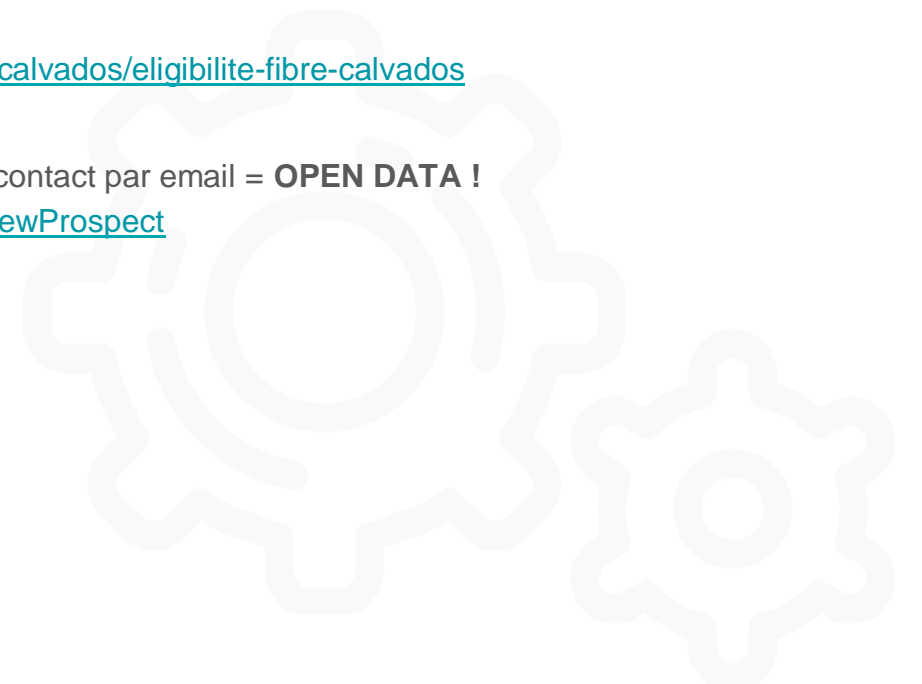 calvados/eligibilite-fibre-calvados
contact par email = OPEN DATA !
ewProspect